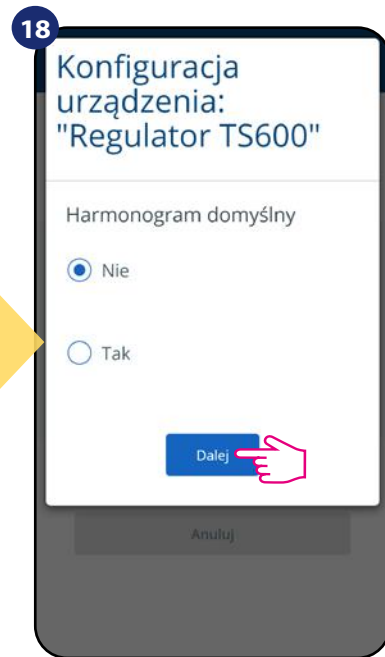 18
Konfiguracja
urządzenia:
"Regulator TS600"
Harmonogram domyślny
Nie
Tak
Dalej
Anuluj